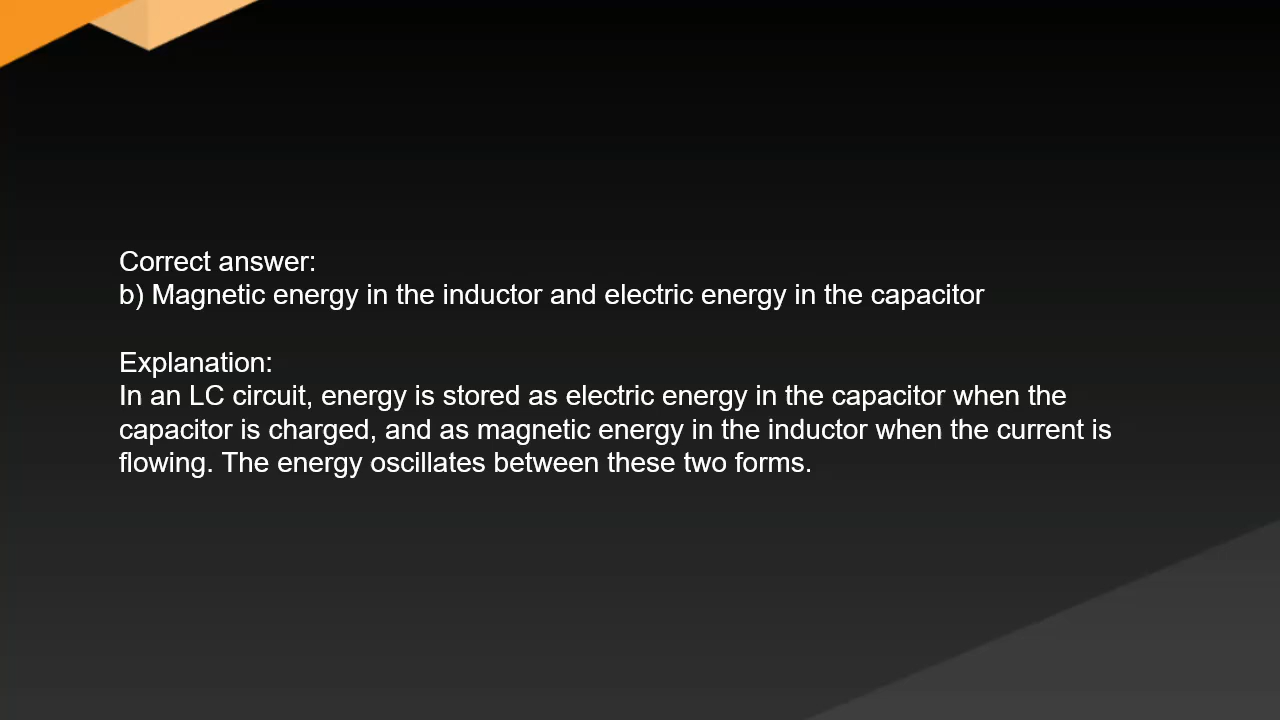 Correct answer:
b) Magnetic energy in the inductor and electric energy in the capacitor
Explanation:
In an LC circuit, energy is stored as electric energy in the capacitor when the
capacitor is charged, and as magnetic energy in the inductor when the current is
flowing. The energy oscillates between these two forms.